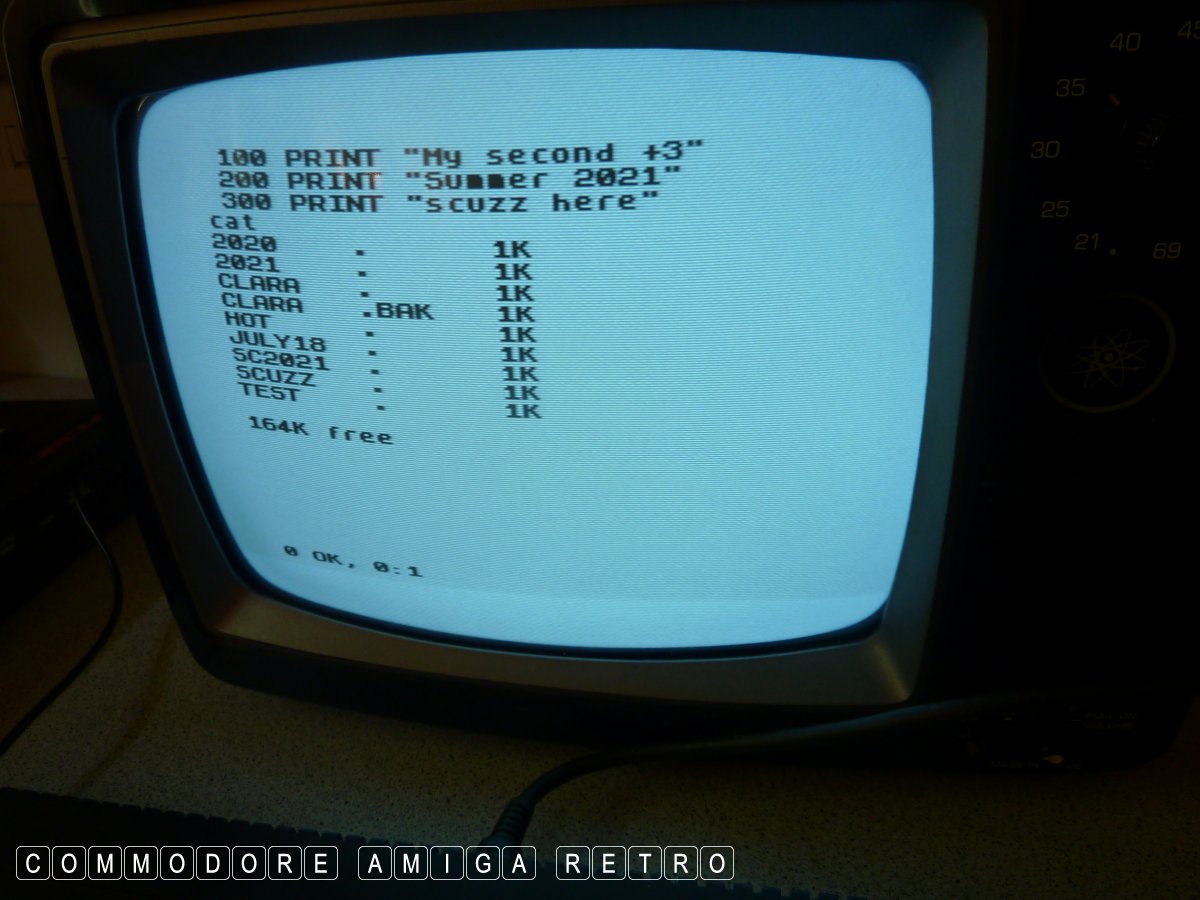 100 PRINT "My second +3"
200 PRINT "Summer 2021"
300 PRINT "scuzz here"
cat
2020 . 1K
2021 . 1K
CLARA . 1K
CLARA .BAK 1K
HOT . 1K
JULY18 . 1K
SC2021 . 1K
SCUZZ . 1K
TEST . 1K
164K free
0 OK, 0:1
40
35
30
25
21 . 69
COMMODORE AMIGA RETRO